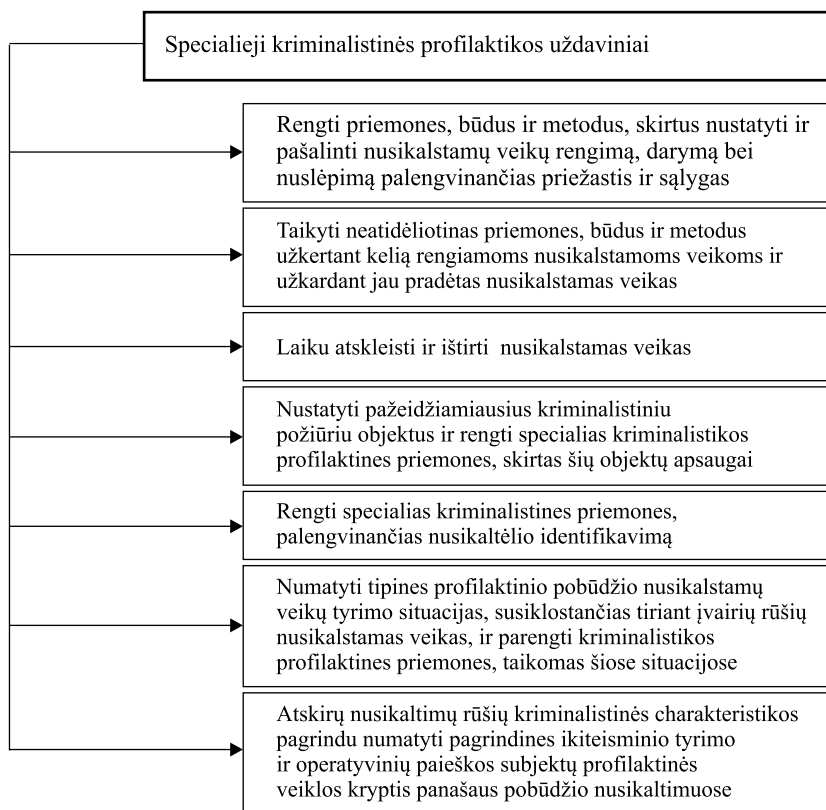 Specialieji kriminalistinės profilaktikos uždaviniai
Rengti priemones, būdus ir metodus, skirtus nustatyti ir
pašalinti nusikalstamų veikų rengimą, darymą bei
nuslėpimą palengvinančias priežastis ir sąlygas
Taikyti neatidėliotinas priemones, būdus ir metodus
užkertant kelią rengiamoms nusikalstamoms veikoms ir
užkardant jau pradėtas nusikalstamas veikas
Laiku atskleisti ir ištirti nusikalstamas veikas
Nustatyti pažeidžiamiausius kriminalistiniu
požiūriu objektus ir rengti specialias kriminalistikos
profilaktines priemones, skirtas šių objektų apsaugai
Rengti specialias kriminalistines priemones,
palengvinančias nusikaltėlio identifikavimą
Numatyti tipines profilaktinio pobūdžio nusikalstamų
veikų tyrimo situacijas, susiklostančias tiriant įvairių rūšių
nusikalstamas veikas, ir parengti kriminalistikos
profilaktines priemones, taikomas šiose situacijose
Atskirų nusikaltimų rūšių kriminalistinės charakteristikos
pagrindu numatyti pagrindines ikiteisminio tyrimo
ir operatyvinių paieškos subjektų profilaktinės
veiklos kryptis panašaus pobūdžio nusikaltimuose